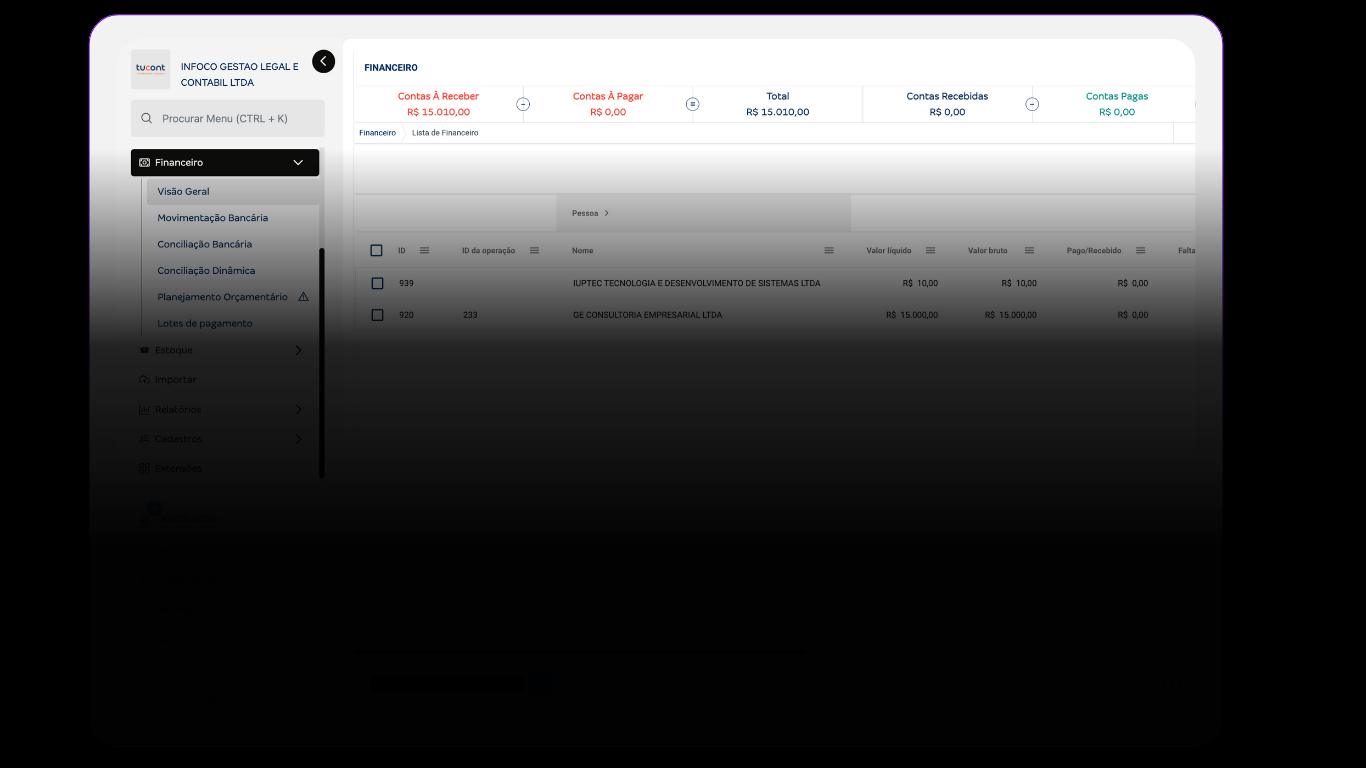 tucont
INFOCO GESTAO LEGAL E
CONTABIL LTDA
Procurar Menu (CTRL + K)
Financeiro
Visão Geral
Movimentação Bancária
Conciliação Bancária
Conciliação Dinâmica
Planejamento Orçamentário
Lotes de pagamento
Estoque
Importar
Relatórios
Cadastros
Extensões
FINANCEIRO
Contas À Receber
R$ 15.010,00
Contas À Pagar
R$ 0,00
Total
R$ 15.010,00
Contas Recebidas
R$ 0,00
Contas Pagas
R$ 0,00
Financeiro Lista de Financeiro
Pessoa
ID ID da operação Nome Valor líquido Valor bruto Pago/Recebido Falta
939 IUPTEC TECNOLOGIA E DESENVOLVIMENTO DE SISTEMAS LTDA R$ 10,00 R$ 10,00 R$ 0,00
920 233 GE CONSULTORIA EMPRESARIAL LTDA R$ 15.000,00 R$ 15.000,00 R$ 0,00